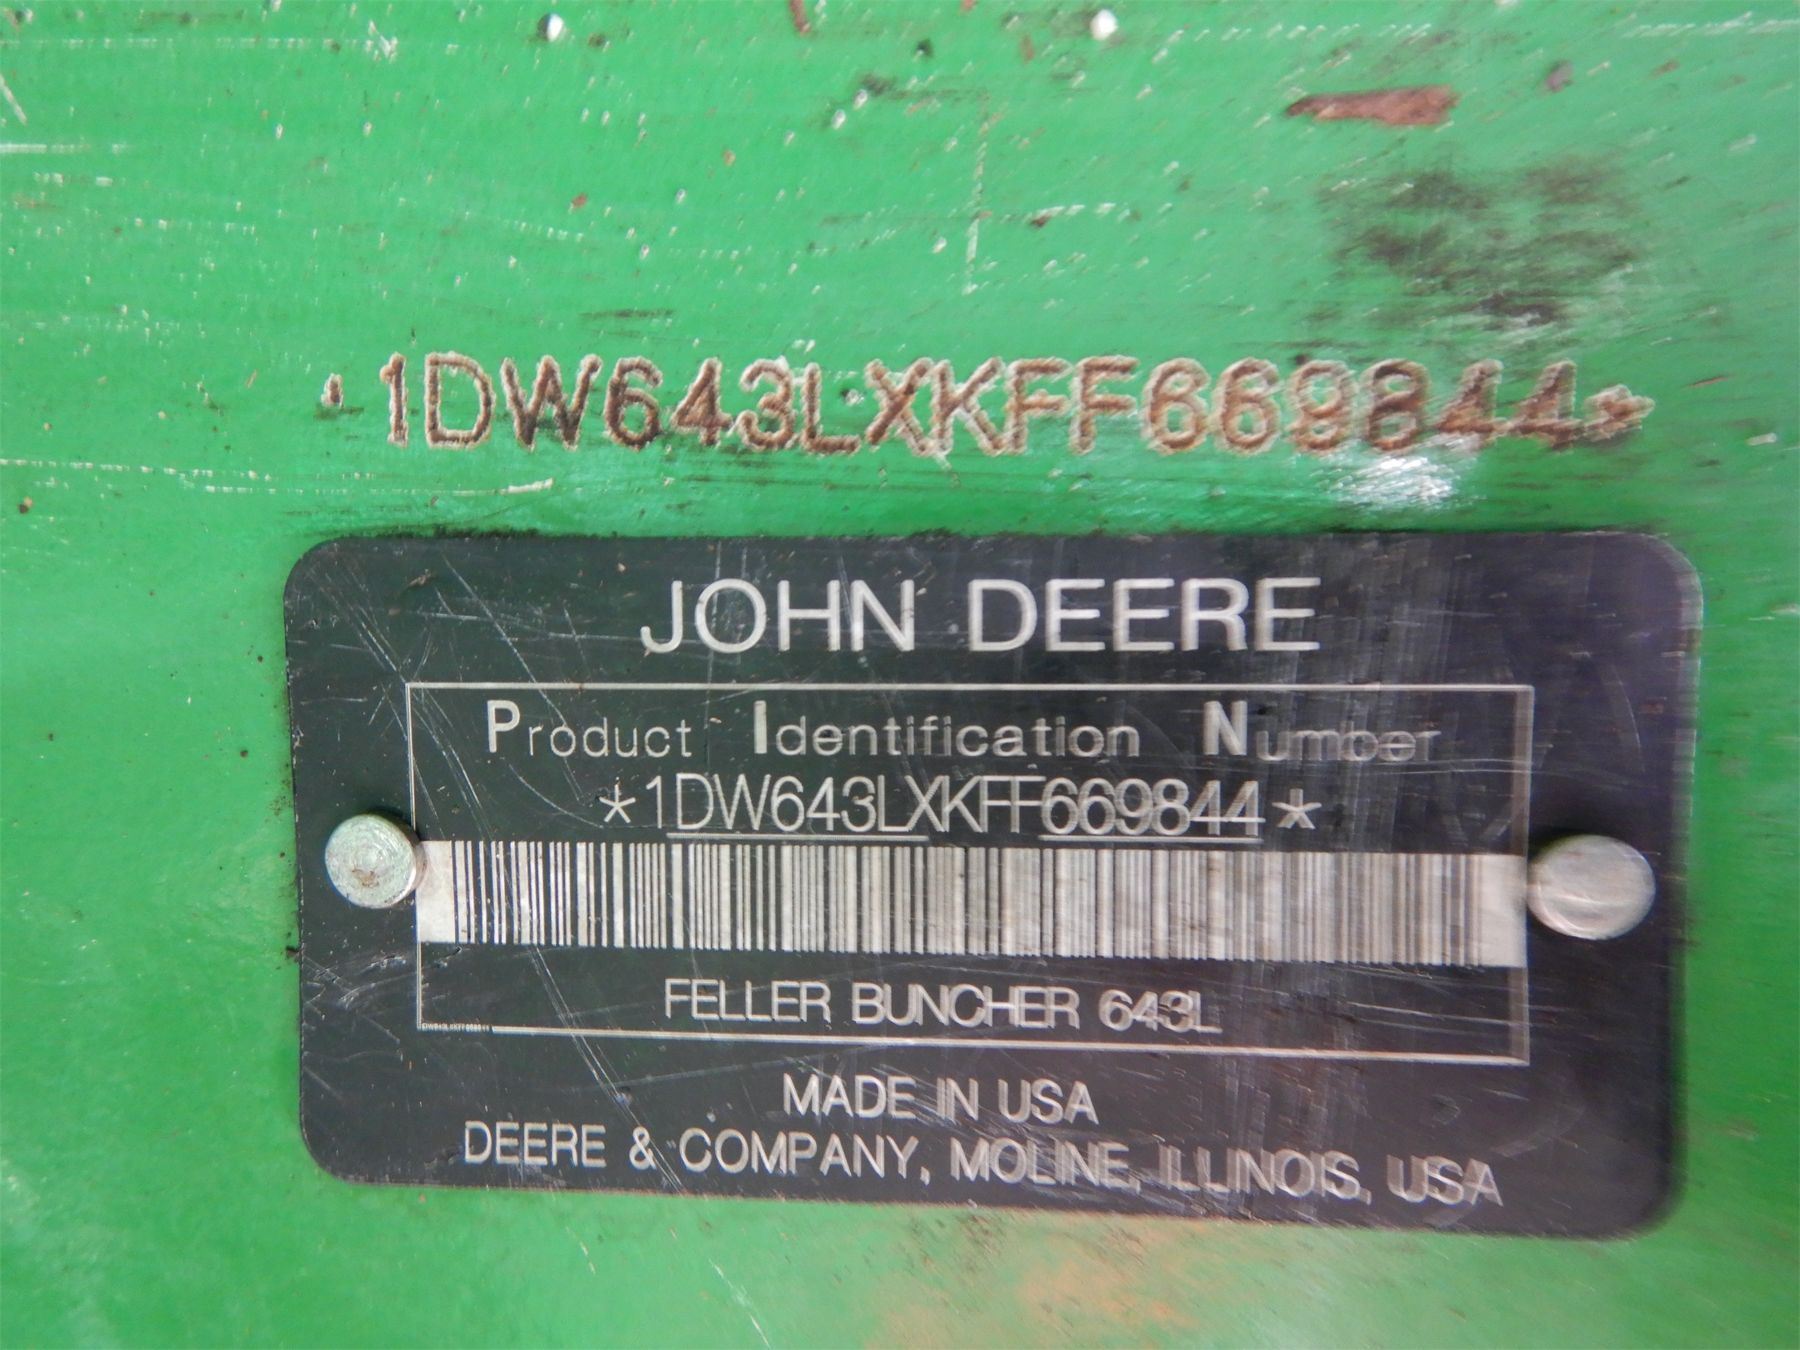 *1DW643LXKFF669844*
JOHN DEERE
Product Identification Number
*1DW643LXKFF669844*
FELLER BUNCHER 643L
MADE IN USA
DEERE & COMPANY, MOLINE, ILLINOIS, USA